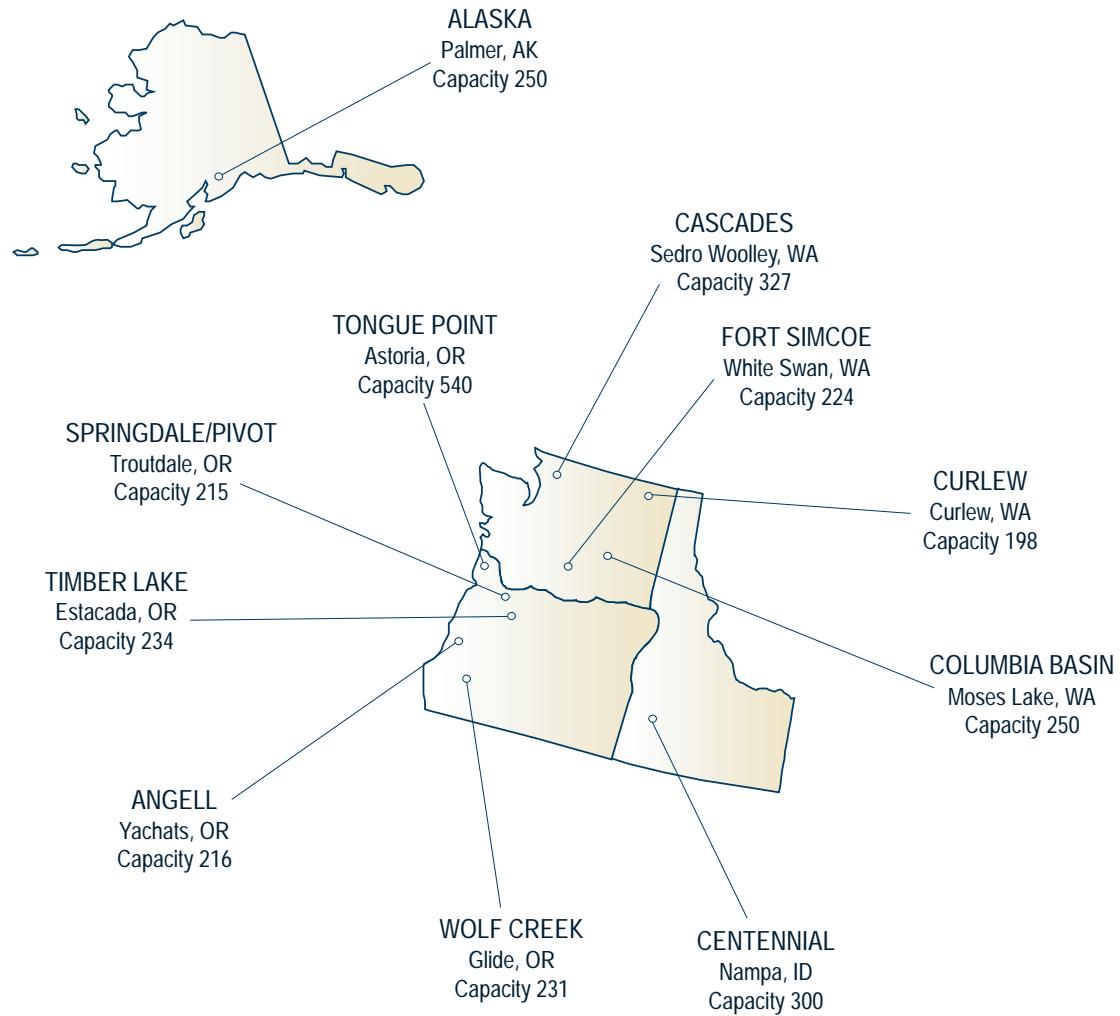 ALASKA
Palmer, AK
Capacity 250
CASCADES
Sedro Woolley, WA
Capacity 327
TONGUE POINT
Astoria, OR
Capacity 540
FORT SIMCOE
White Swan, WA
Capacity 224
SPRINGDALE/PIVOT
Troutdale, OR
Capacity 215
CURLEW
Curlew, WA
Capacity 198
TIMBER LAKE
Estacada, OR
Capacity 234
COLUMBIA BASIN
Moses Lake, WA
Capacity 250
ANGELL
Yachats, OR
Capacity 216
WOLF CREEK
Glide, OR
Capacity 231
CENTENNIAL
Nampa, ID
Capacity 300